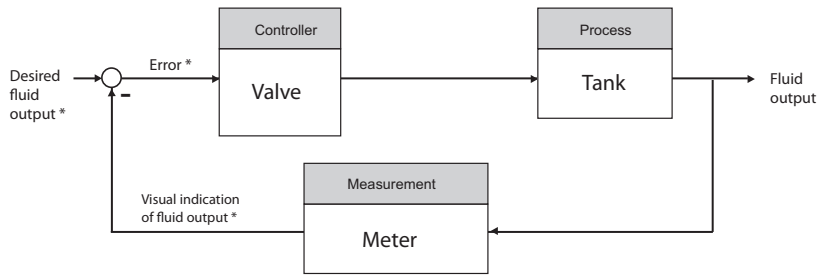 Controller
Process
Desired
fluid
output *
Error *
-
Valve
Tank
Fluid
output
Measurement
Visual indication
of fluid output *
Meter